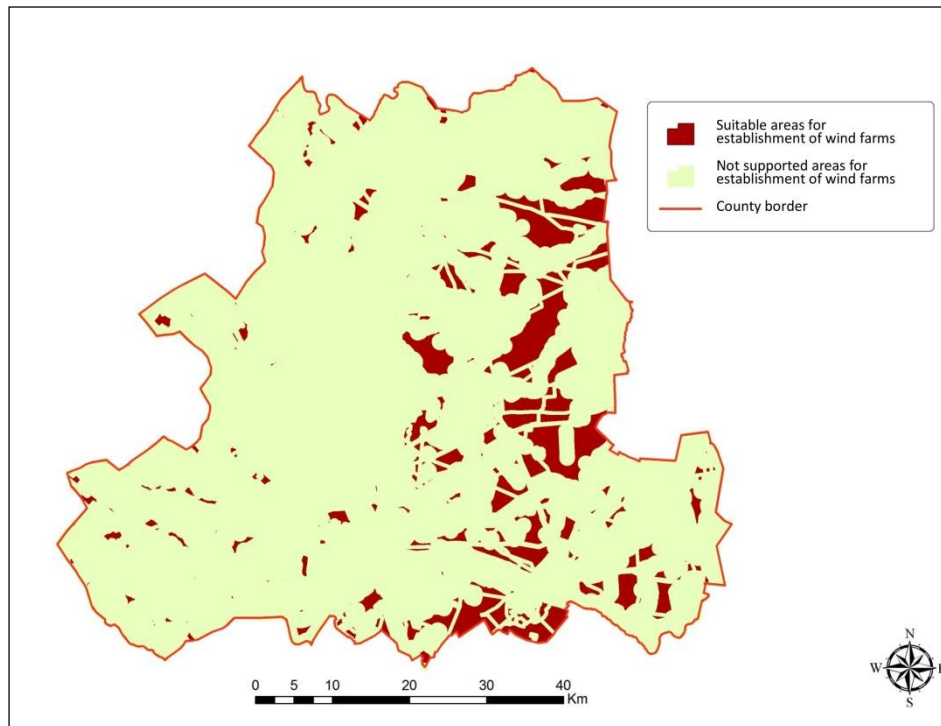 Suitable areas for
establishment of wind farms
Not supported areas for
establishment of wind farms
County border
N
W E
S
0 5 10 20 30 40
Km